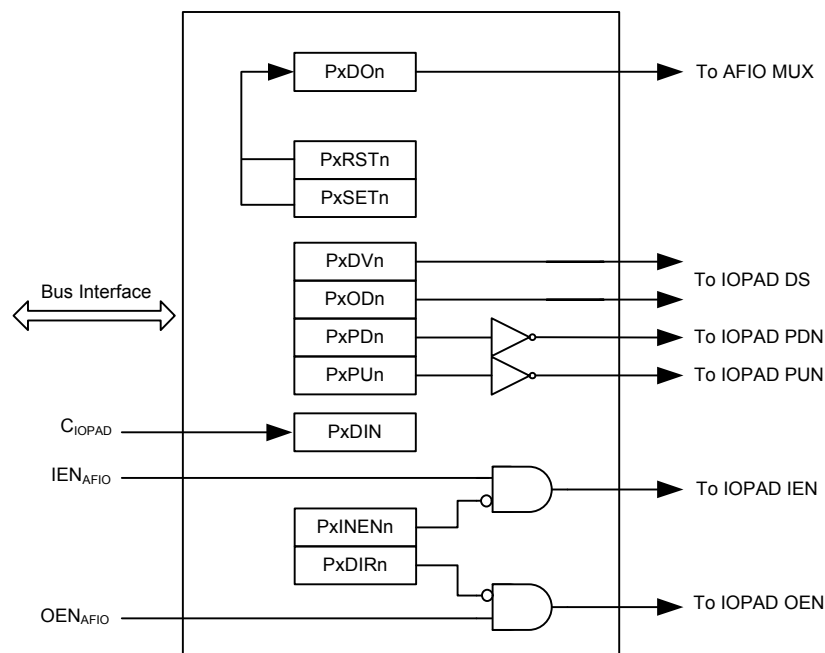 PxDOn
To AFIO MUX
PxRSTn
PxSETn
PxDVn
To IOPAD DS
PxODn
Bus Interface
PxPDn
To IOPAD PDN
PxPUn
To IOPAD PUN
CIOPAD
PxDIN
IENAFIO
To IOPAD IEN
PxINENn
PxDIRn
To IOPAD OEN
OENAFIO